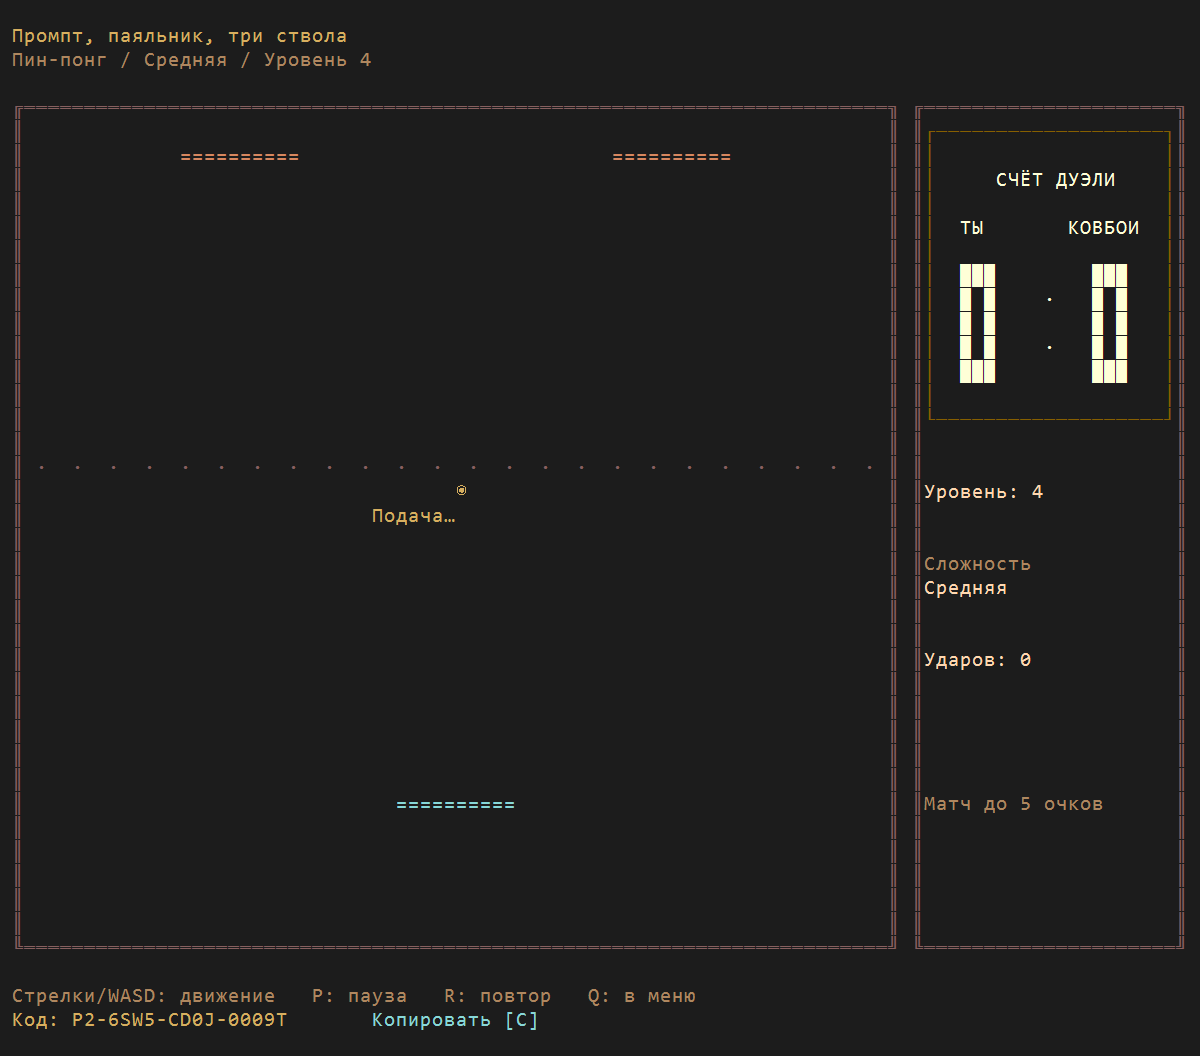 Промпт, паяльник, три ствола
Пин-понг / Средняя / Уровень 4
СЧЁТ ДУЭЛИ
ТЫ КОВБОИ
0 : 0
Подача…
Уровень: 4
Сложность
Средняя
Ударов: 0
Матч до 5 очков
Стрелки/WASD: движение P: пауза R: повтор Q: в меню
Код: P2-6SW5-CD0J-0009T Копировать [C]